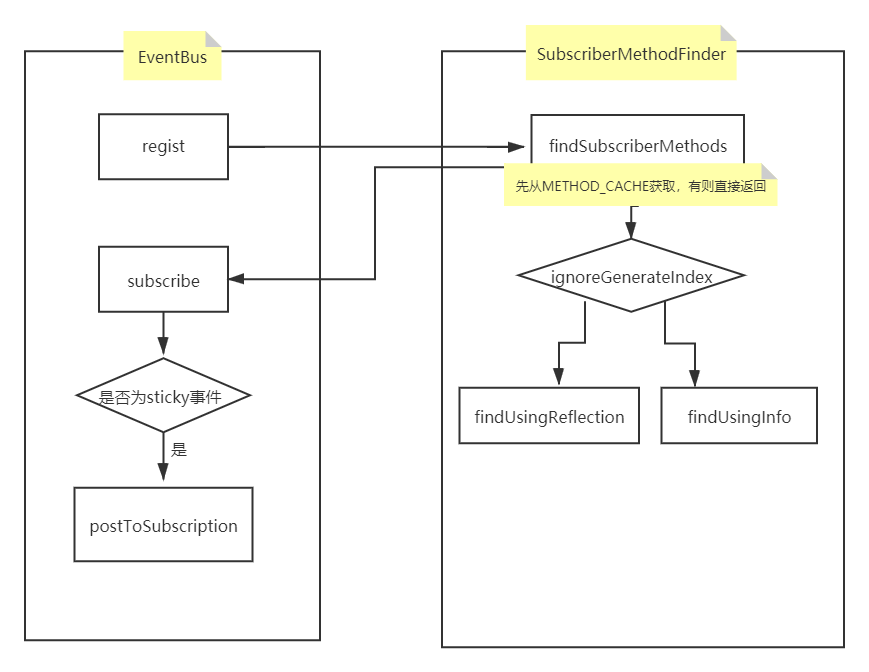 EventBus
regist
subscribe
是否为sticky事件
是
postToSubscription
SubscriberMethodFinder
findSubscriberMethods
先从METHOD_CACHE获取，有则直接返回
ignoreGenerateIndex
findUsingReflection
findUsingInfo